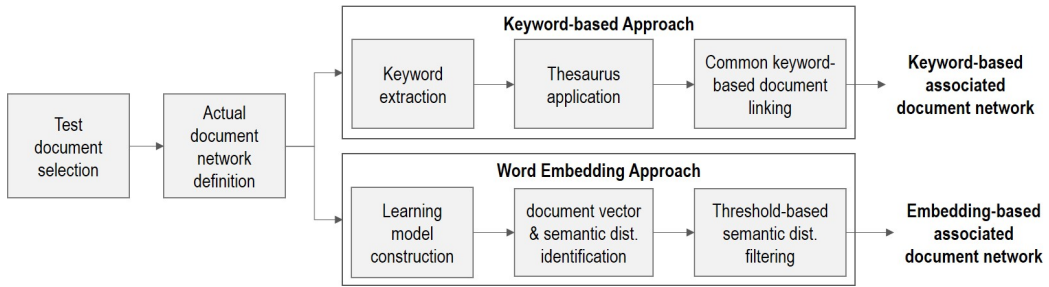 Test
document
selection
Actual
document
network
definition
Keyword-based Approach
Keyword
extraction
Thesaurus
application
Common keyword-
based document
linking
Keyword-based
associated
document network
Word Embedding Approach
Learning
model
construction
document vector
& semantic dist.
identification
Threshold-based
semantic dist.
filtering
Embedding-based
associated
document network